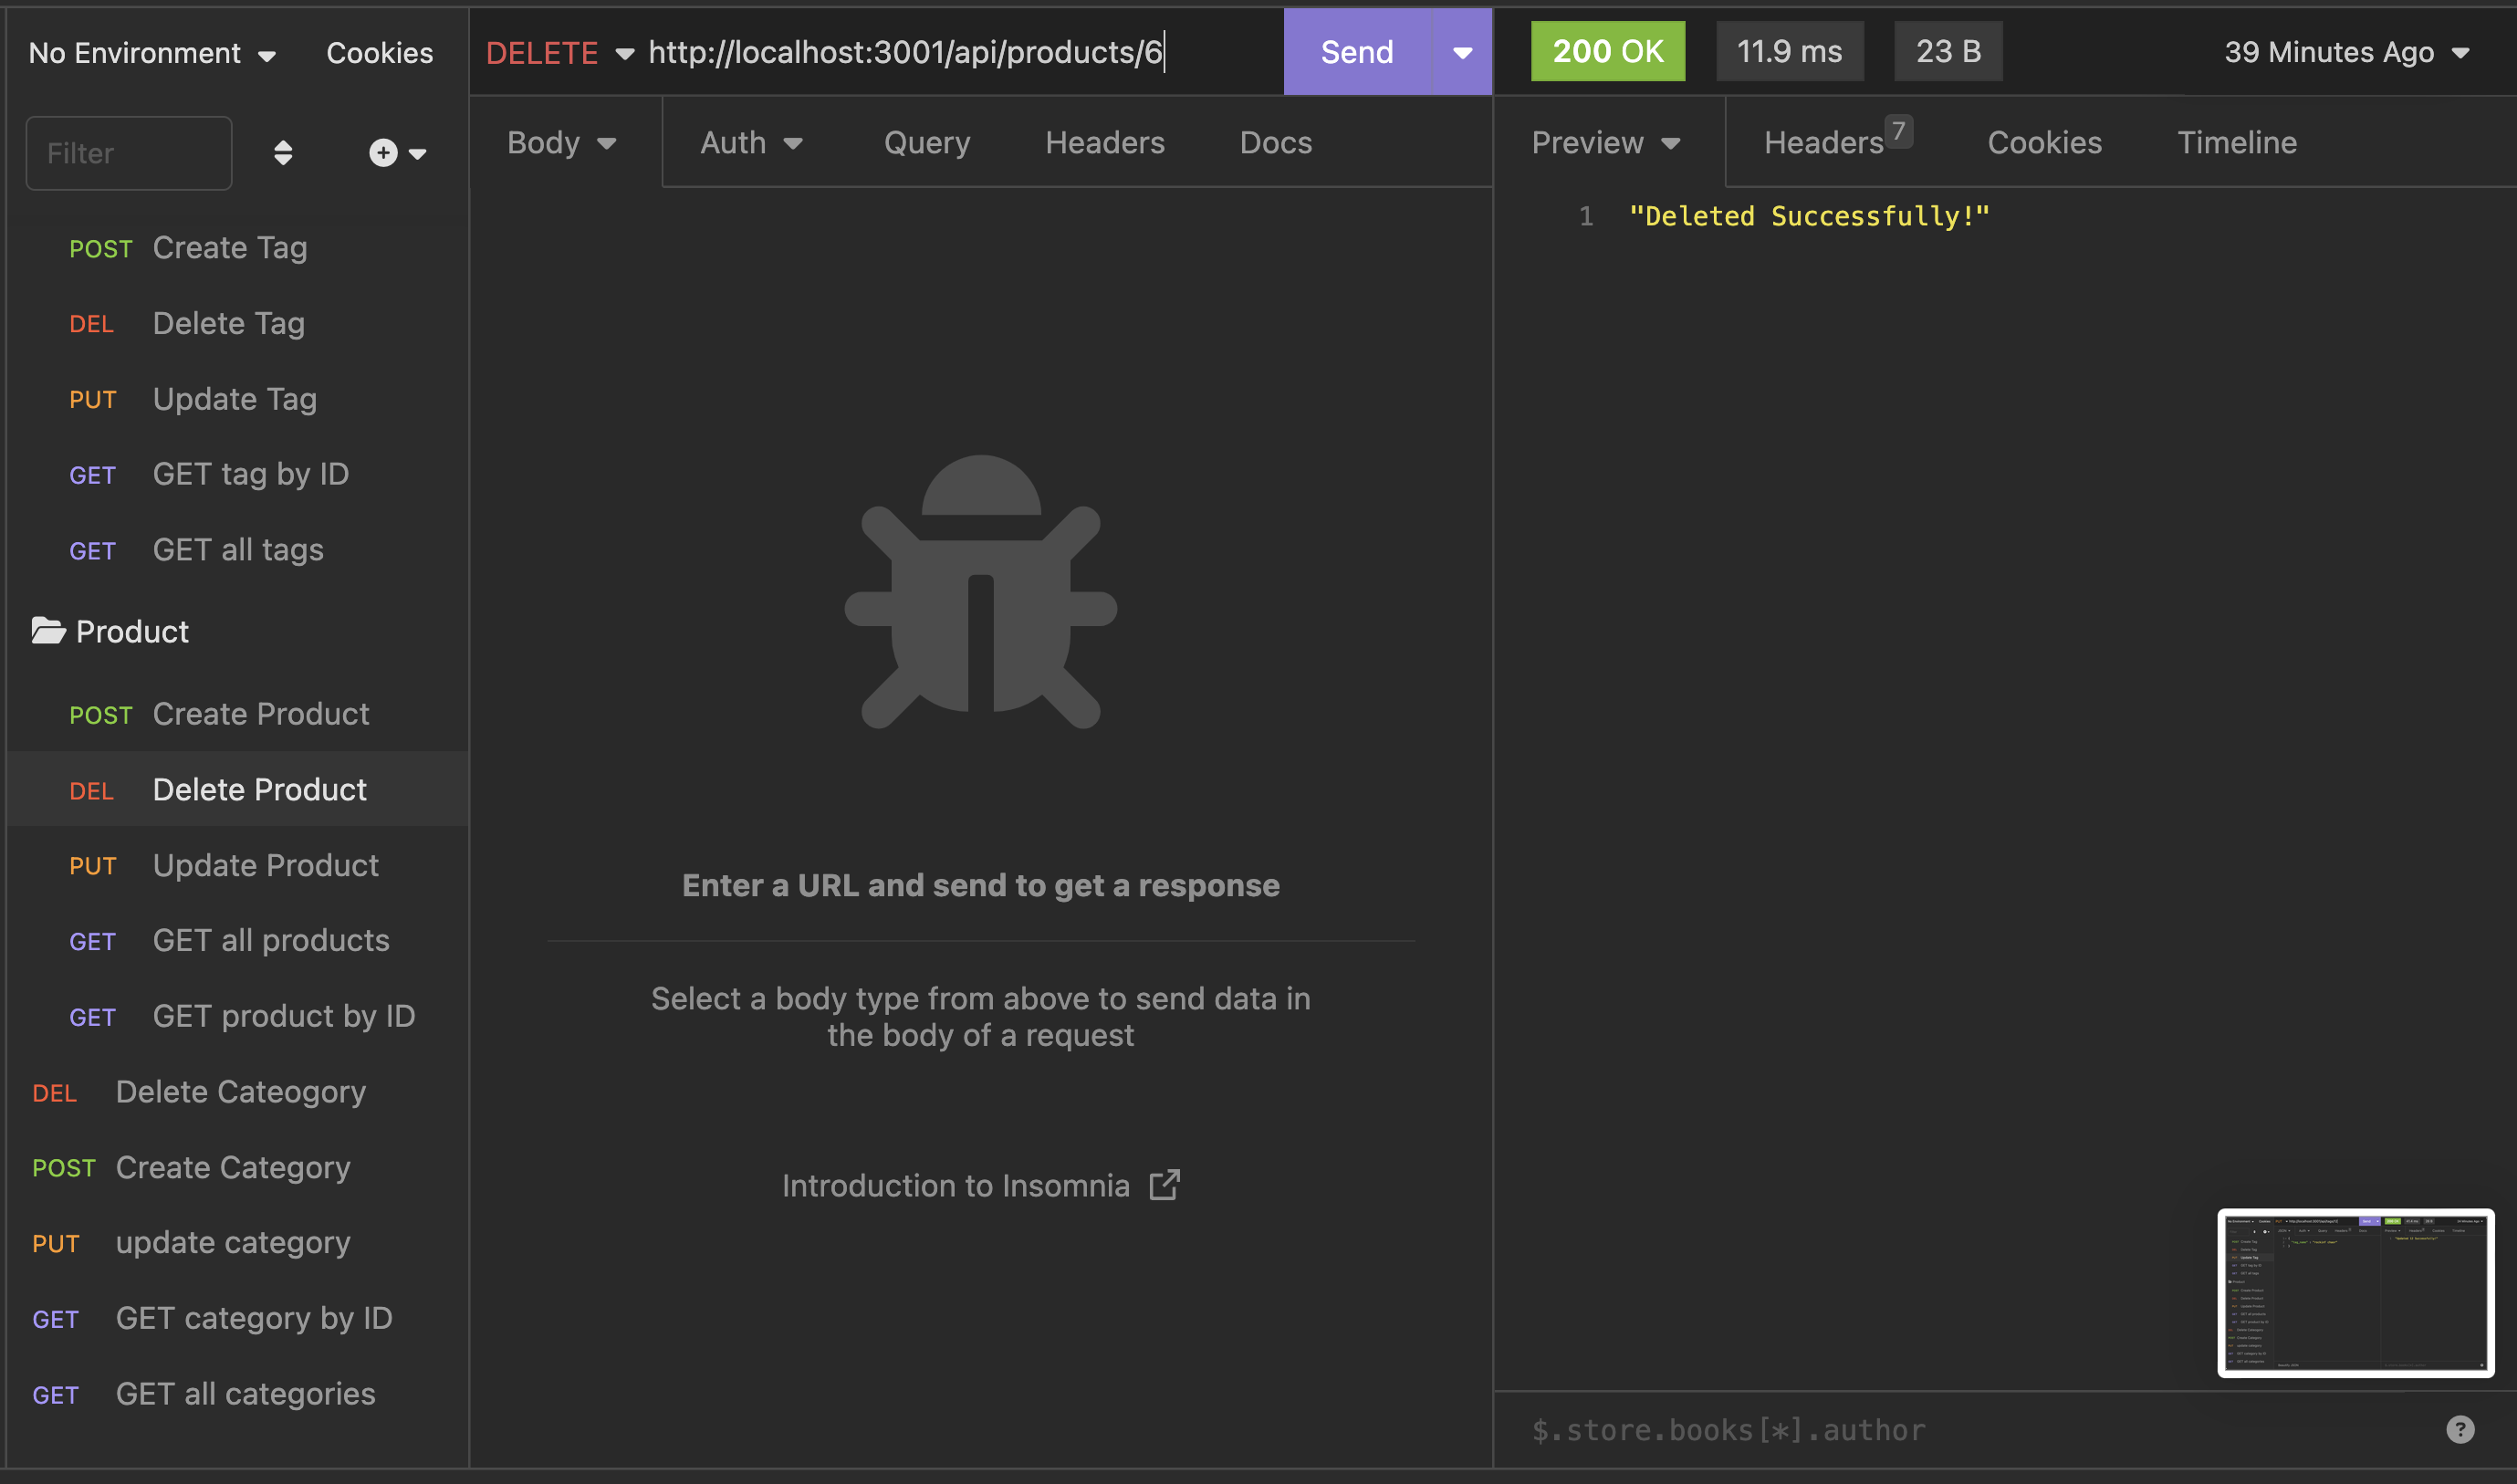 No Environment
Cookies
DELETE
http://localhost:3001/api/products/6
Send
200 OK
11.9 ms
23 B
39 Minutes Ago
Filter
Body
Auth
Query
Headers
Docs
Preview
Headers 7
Cookies
Timeline
POST Create Tag
DEL Delete Tag
PUT Update Tag
GET GET tag by ID
GET GET all tags
Product
POST Create Product
DEL Delete Product
PUT Update Product
GET GET all products
GET GET product by ID
DEL Delete Cateogory
POST Create Category
PUT update category
GET GET category by ID
GET GET all categories
Enter a URL and send to get a response
Select a body type from above to send data in
the body of a request
Introduction to Insomnia
1 "Deleted Successfully!"
$.store.books[*].author
?